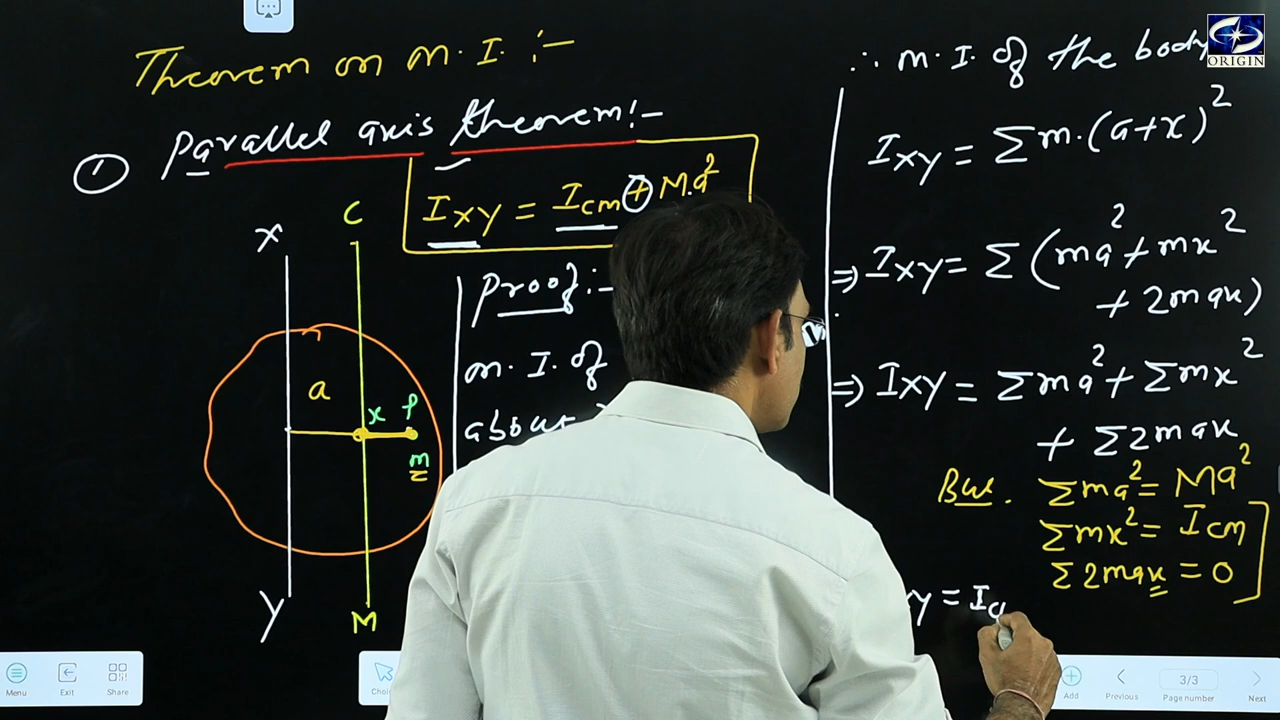 Theorem on M.I. :-
① Parallel axis theorem :-
Ixy = Icm + M.a²
X
C
a
x
P
m
Y
M
Proof :-
M.I. of
about
∴ M.I. of the body
Ixy = Σm.(a+x)²
⇒ Ixy = Σ (ma² + mx²
+ 2max)
⇒ Ixy = Σma² + Σmx²
+ Σ2max
But. Σma² = Ma²
Σmx² = Icm
Σ2max = 0
y = Ic
ORIGIN
Menu
Exit
Share
Add
Previous
3/3
Page number
Next